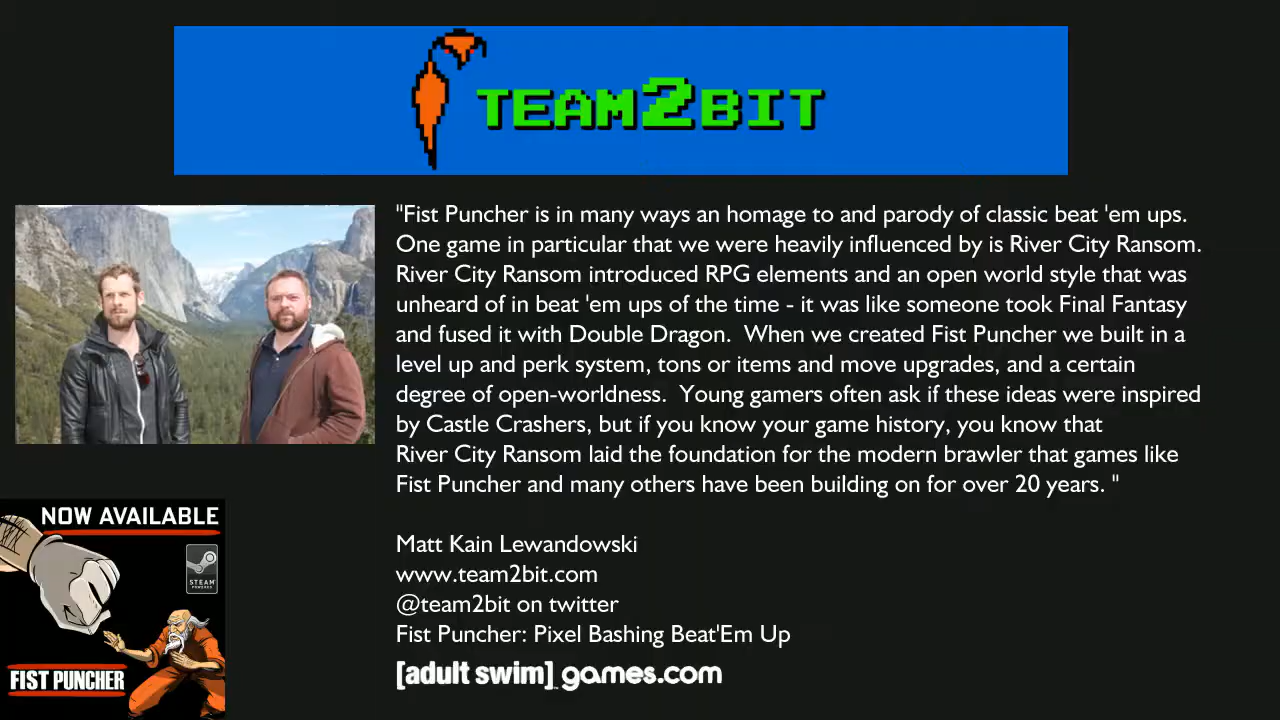 TEAM2BIT
"Fist Puncher is in many ways an homage to and parody of classic beat 'em ups.
One game in particular that we were heavily influenced by is River City Ransom.
River City Ransom introduced RPG elements and an open world style that was
unheard of in beat 'em ups of the time - it was like someone took Final Fantasy
and fused it with Double Dragon.  When we created Fist Puncher we built in a
level up and perk system, tons or items and move upgrades, and a certain
degree of open-worldness.  Young gamers often ask if these ideas were inspired
by Castle Crashers, but if you know your game history, you know that
River City Ransom laid the foundation for the modern brawler that games like
Fist Puncher and many others have been building on for over 20 years. "
NOW AVAILABLE
STEAM
POWERED
FIST PUNCHER
Matt Kain Lewandowski
www.team2bit.com
@team2bit on twitter
Fist Puncher: Pixel Bashing Beat'Em Up
[adult swim]™games.com